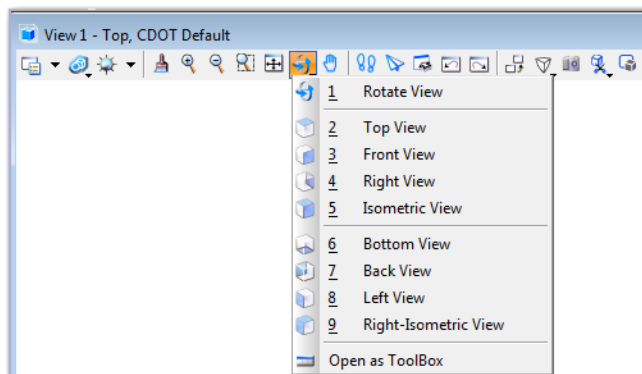 View 1 - Top, CDOT Default
1 Rotate View
2 Top View
3 Front View
4 Right View
5 Isometric View
6 Bottom View
7 Back View
8 Left View
9 Right-Isometric View
Open as ToolBox